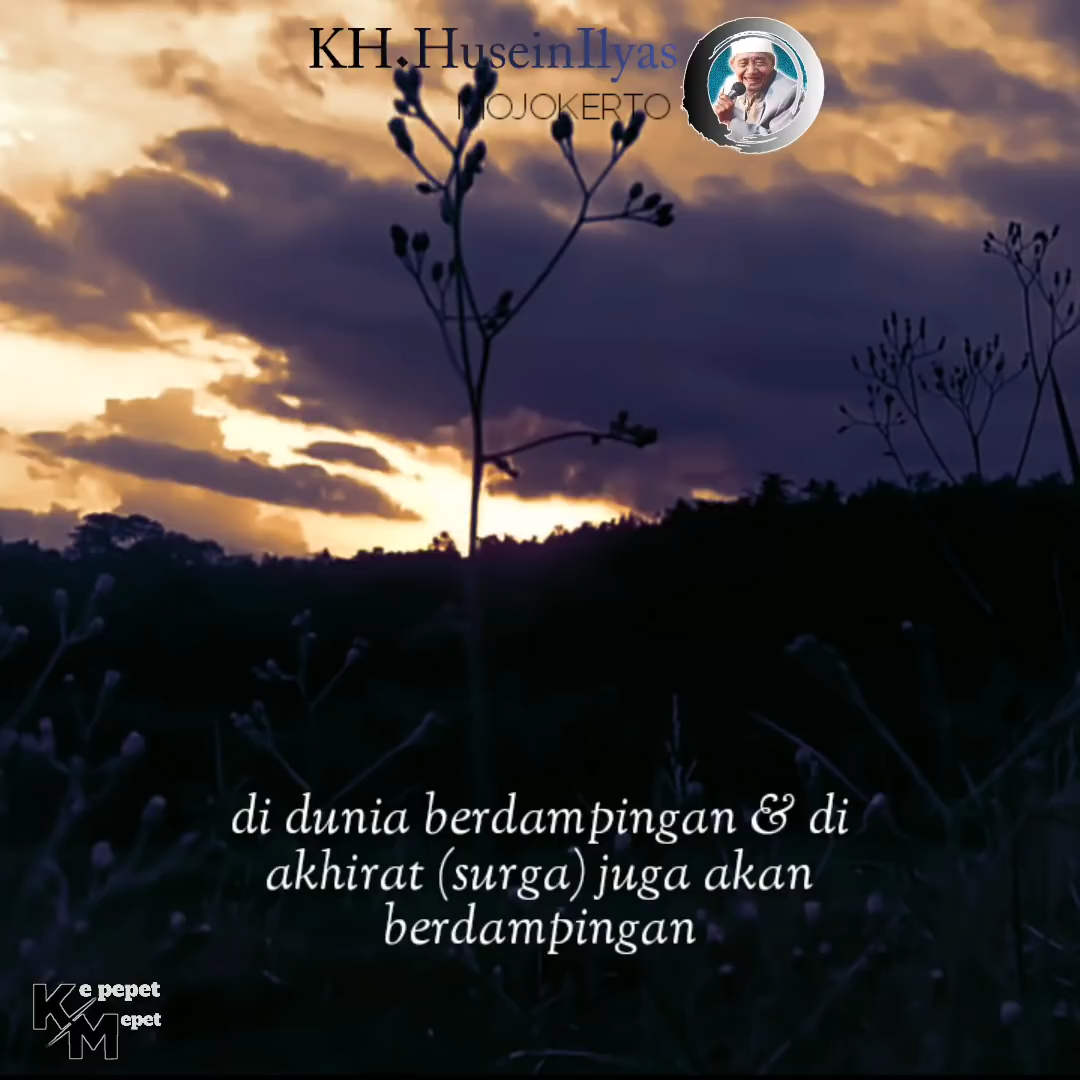 KH.HuseinIlyas
MOJOKERTO
di dunia berdampingan & di
akhirat (surga) juga akan
berdampingan
Ke pepet
Mepet